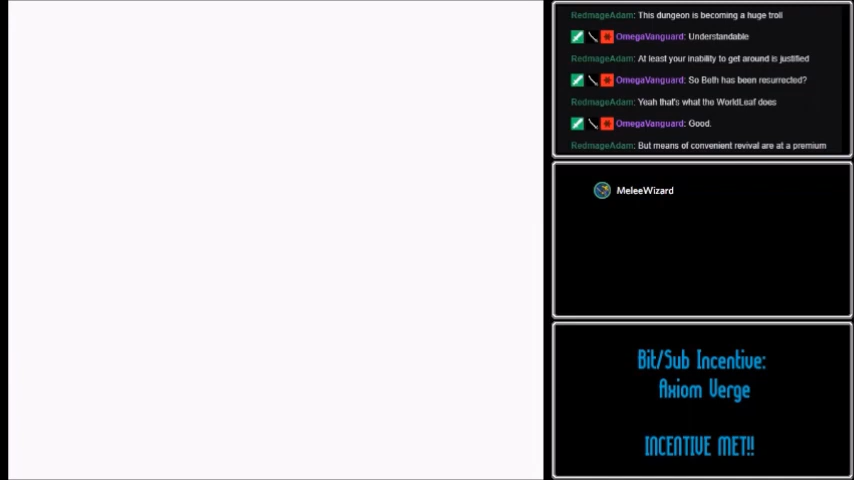 RedmageAdam: This dungeon is becoming a huge troll
OmegaVanguard: Understandable
RedmageAdam: At least your inability to get around is justified
OmegaVanguard: So Beth has been resurrected?
RedmageAdam: Yeah that's what the WorldLeaf does
OmegaVanguard: Good.
RedmageAdam: But means of convenient revival are at a premium
MeleeWizard
Bit/Sub Incentive:
Axiom Verge
INCENTIVE MET!!